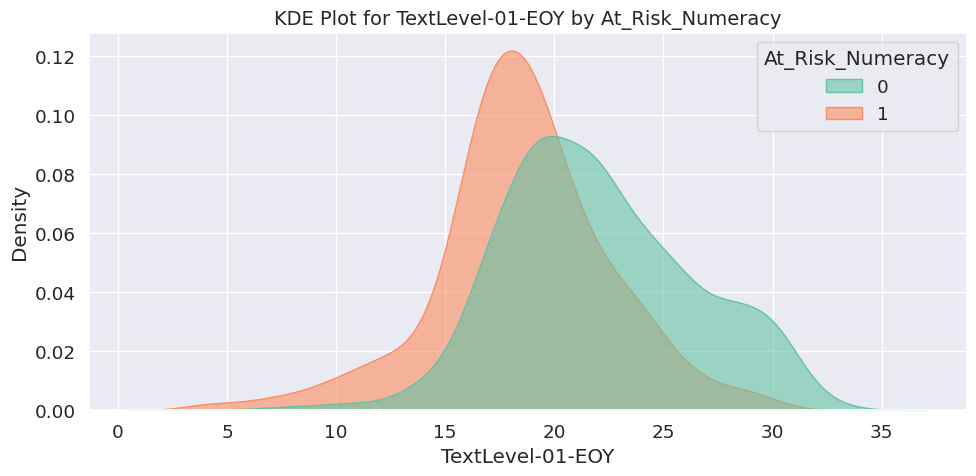 KDE Plot for TextLevel-01-EOY by At_Risk_Numeracy
At_Risk_Numeracy
0
1
Density
0.12
0.10
0.08
0.06
0.04
0.02
0.00
0 5 10 15 20 25 30 35
TextLevel-01-EOY